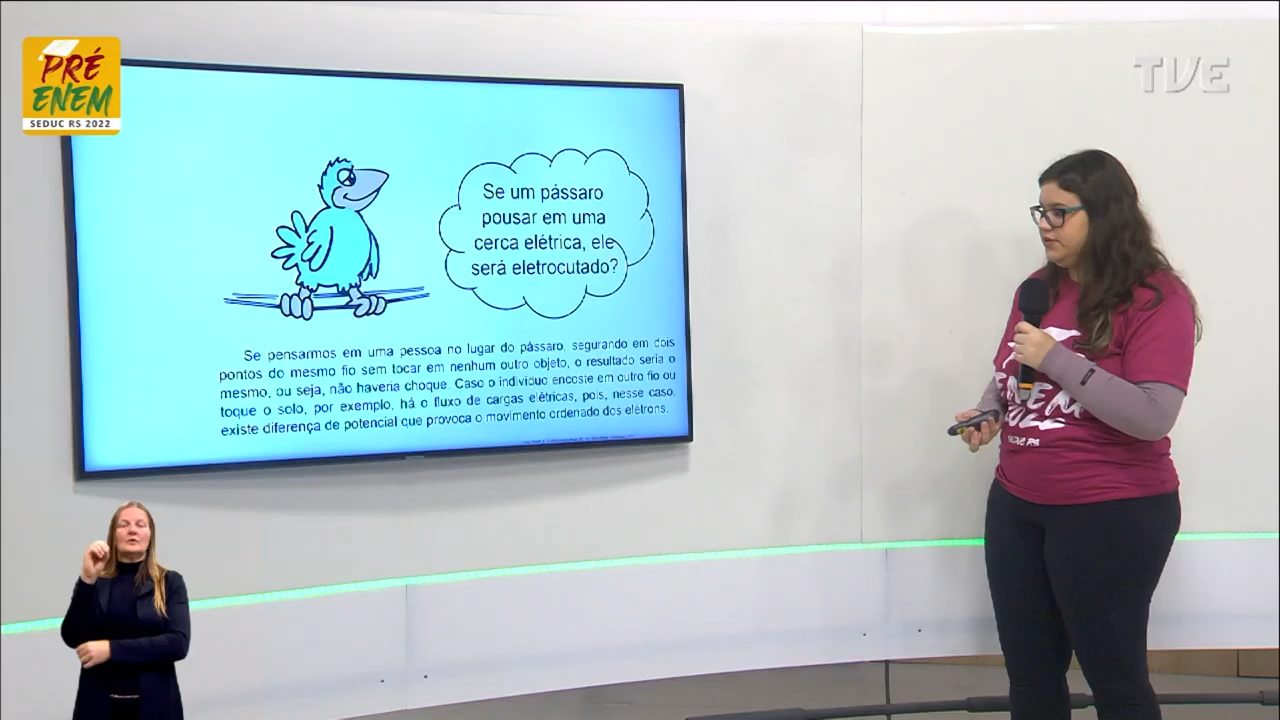 PRÉ
ENEM
SEDUC RS 2022
TVE
Se um pássaro
pousar em uma
cerca elétrica, ele
será eletrocutado?
Se pensarmos em uma pessoa no lugar do pássaro, segurando em dois
pontos do mesmo fio sem tocar em nenhum outro objeto, o resultado seria o
mesmo, ou seja, não haveria choque. Caso o indivíduo encoste em outro fio ou
toque o solo, por exemplo, há o fluxo de cargas elétricas, pois, nesse caso,
existe diferença de potencial que provoca o movimento ordenado dos elétrons.
SEDUC RS